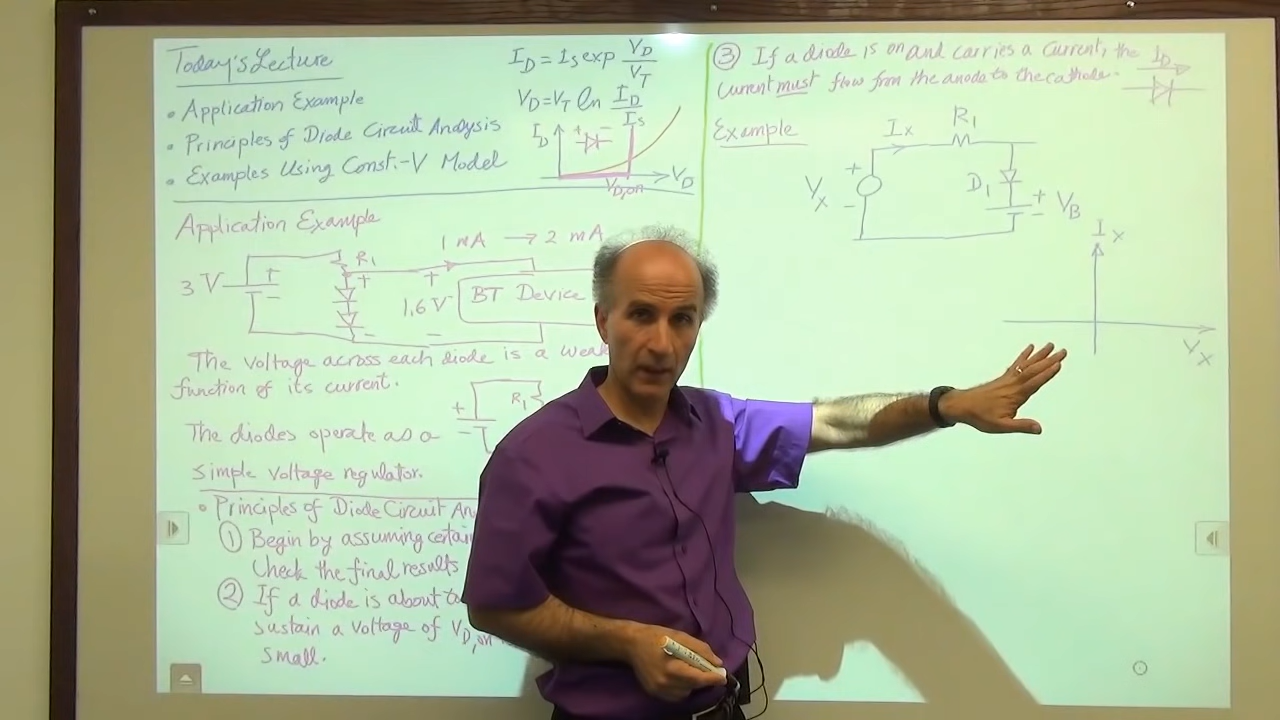 Today's Lecture
• Application Example
• Principles of Diode Circuit Analysis
• Examples Using Const.-V Model
I_D = I_S exp V_D/V_T
V_D = V_T ln I_D/I_S
I_D
+ −
V_D,on
V_D
Application Example
3 V
+
−
R_1
+
−
1 mA → 2 mA
+
1.6 V
−
BT Device
The voltage across each diode is a weak
function of its current.
The diodes operate as a
simple voltage regulator.
+
−
R_1
• Principles of Diode Circuit An
① Begin by assuming certain
Check the final results
② If a diode is about to
sustain a voltage of V_D,on
small.
③ If a diode is on and carries a current, the
current must flow from the anode to the cathode.
I_D
Example
I_X
R_1
+
V_X
−
D_1
+
−
V_B
I_X
V_X